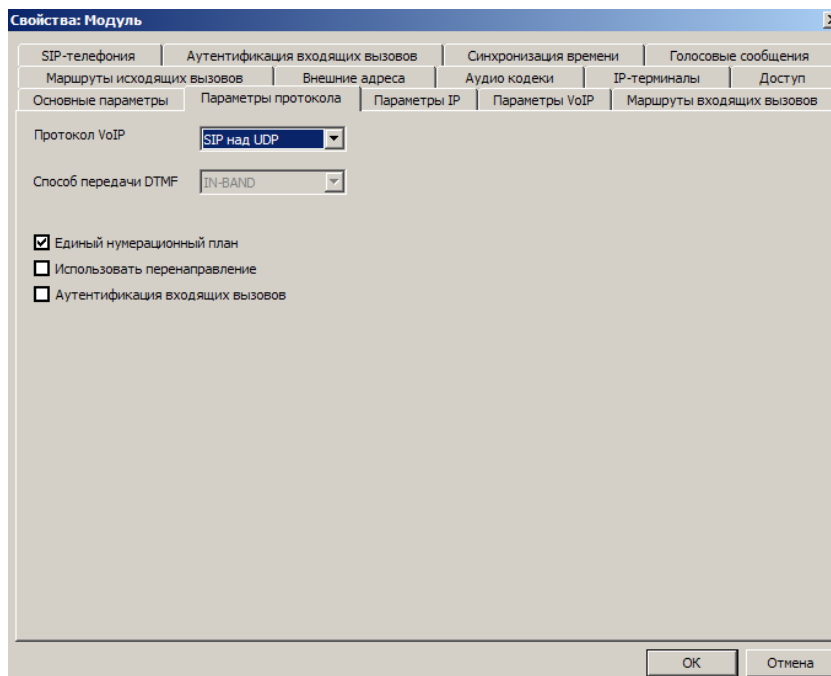 Свойства: Модуль
SIP-телефония Аутентификация входящих вызовов Синхронизация времени Голосовые сообщения
Маршруты исходящих вызовов Внешние адреса Аудио кодеки IP-терминалы Доступ
Основные параметры Параметры протокола Параметры IP Параметры VoIP Маршруты входящих вызовов
Протокол VoIP SIP над UDP
Способ передачи DTMF IN-BAND
Единый нумерационный план
Использовать перенаправление
Аутентификация входящих вызовов
OK Отмена